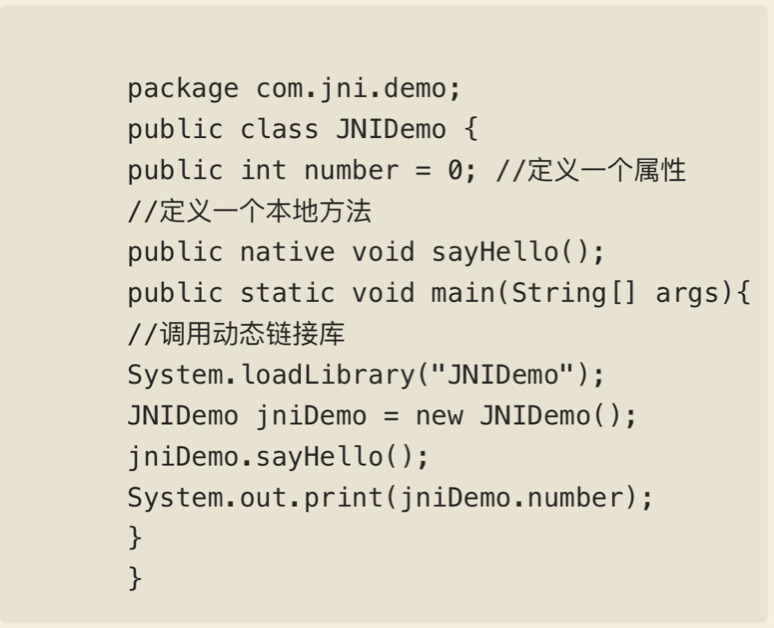 package com.jni.demo;
public class JNIDemo {
public int number = 0; //定义一个属性
//定义一个本地方法
public native void sayHello();
public static void main(String[] args){
//调用动态链接库
System.loadLibrary("JNIDemo");
JNIDemo jniDemo = new JNIDemo();
jniDemo.sayHello();
System.out.print(jniDemo.number);
}
}